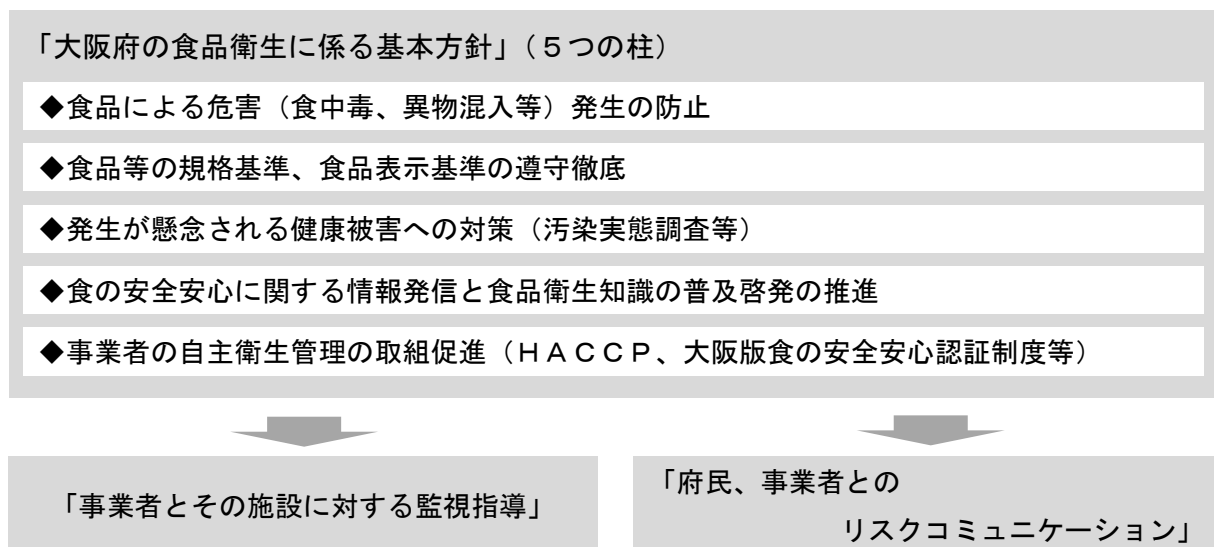 「大阪府の食品衛生に係る基本方針」（５つの柱）
◆食品による危害（食中毒、異物混入等）発生の防止
◆食品等の規格基準、食品表示基準の遵守徹底
◆発生が懸念される健康被害への対策（汚染実態調査等）
◆食の安全安心に関する情報発信と食品衛生知識の普及啓発の推進
◆事業者の自主衛生管理の取組促進（ＨＡＣＣＰ、大阪版食の安全安心認証制度等）
「事業者とその施設に対する監視指導」
「府民、事業者との
リスクコミュニケーション」